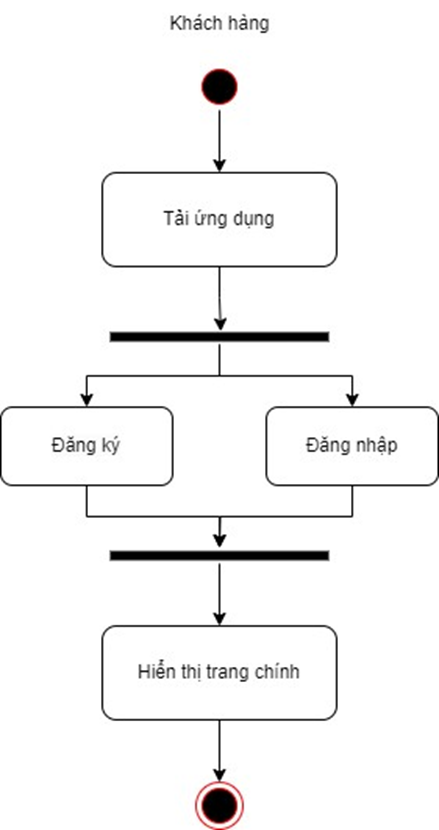 Khách hàng
Tải ứng dụng
Đăng ký
Đăng nhập
Hiển thị trang chính